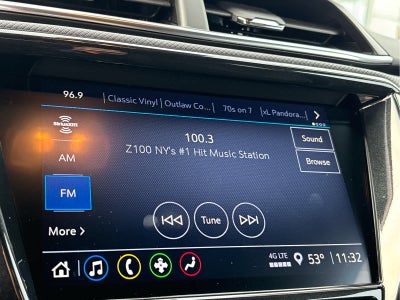 96.9 Classic Vinyl Outlaw Co... 70s on 7 xL Pandora...
SiriusXM
100.3
Sound
AM
Z100 NY's #1 Hit Music Station
Browse
FM
Tune
More >
4G LTE 53° 11:32